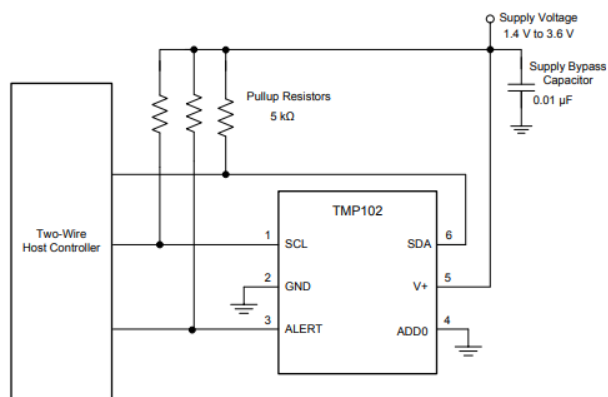 Supply Voltage
1.4 V to 3.6 V
Supply Bypass
Capacitor
0.01 µF
Pullup Resistors
5 kΩ
Two-Wire
Host Controller
TMP102
1
SCL
SDA
6
2
GND
V+
5
3
ALERT
ADD0
4